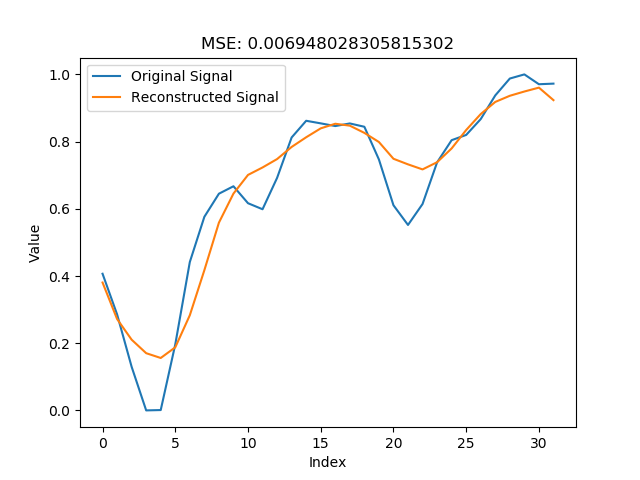 MSE: 0.006948028305815302
Original Signal
Reconstructed Signal
1.0
0.8
0.6
0.4
0.2
0.0
Value
0 5 10 15 20 25 30
Index